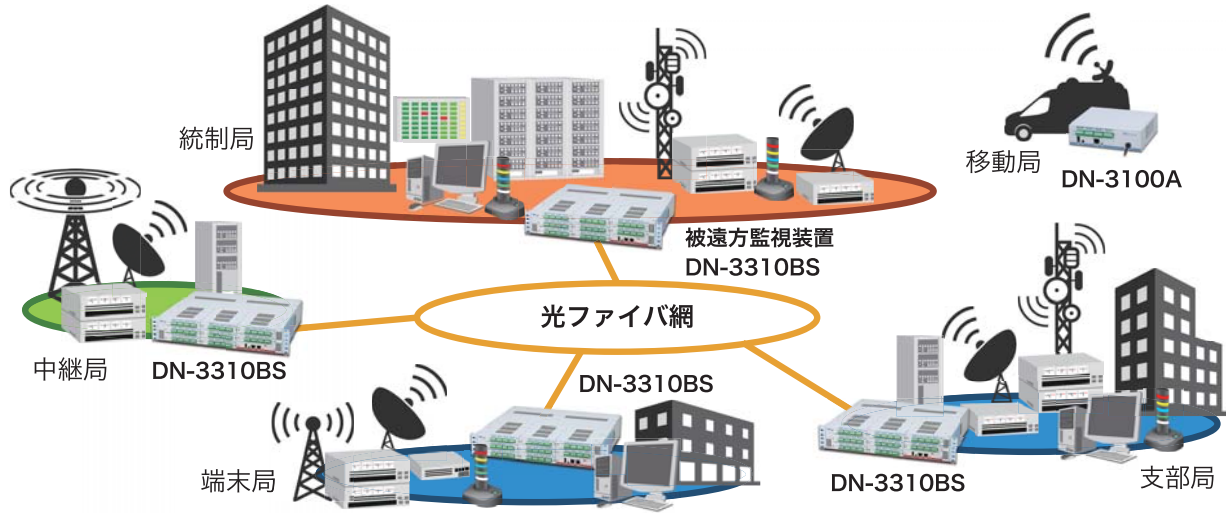 統制局
移動局
DN-3100A
被遠方監視装置
DN-3310BS
光ファイバ網
中継局
DN-3310BS
DN-3310BS
端末局
DN-3310BS
支部局